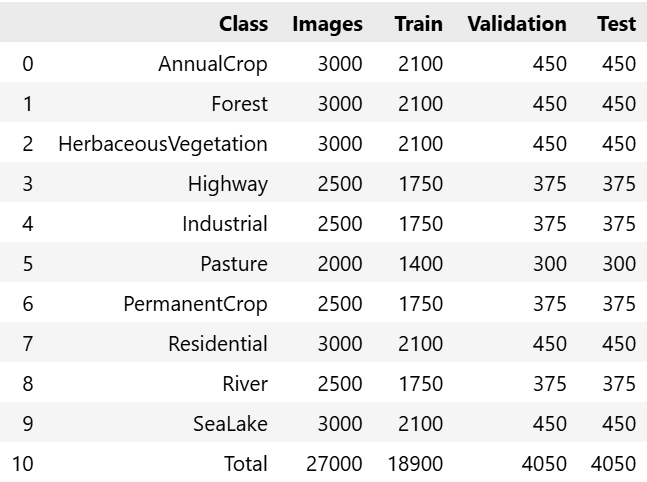 Class Images Train Validation Test
0 AnnualCrop 3000 2100 450 450
1 Forest 3000 2100 450 450
2 HerbaceousVegetation 3000 2100 450 450
3 Highway 2500 1750 375 375
4 Industrial 2500 1750 375 375
5 Pasture 2000 1400 300 300
6 PermanentCrop 2500 1750 375 375
7 Residential 3000 2100 450 450
8 River 2500 1750 375 375
9 SeaLake 3000 2100 450 450
10 Total 27000 18900 4050 4050